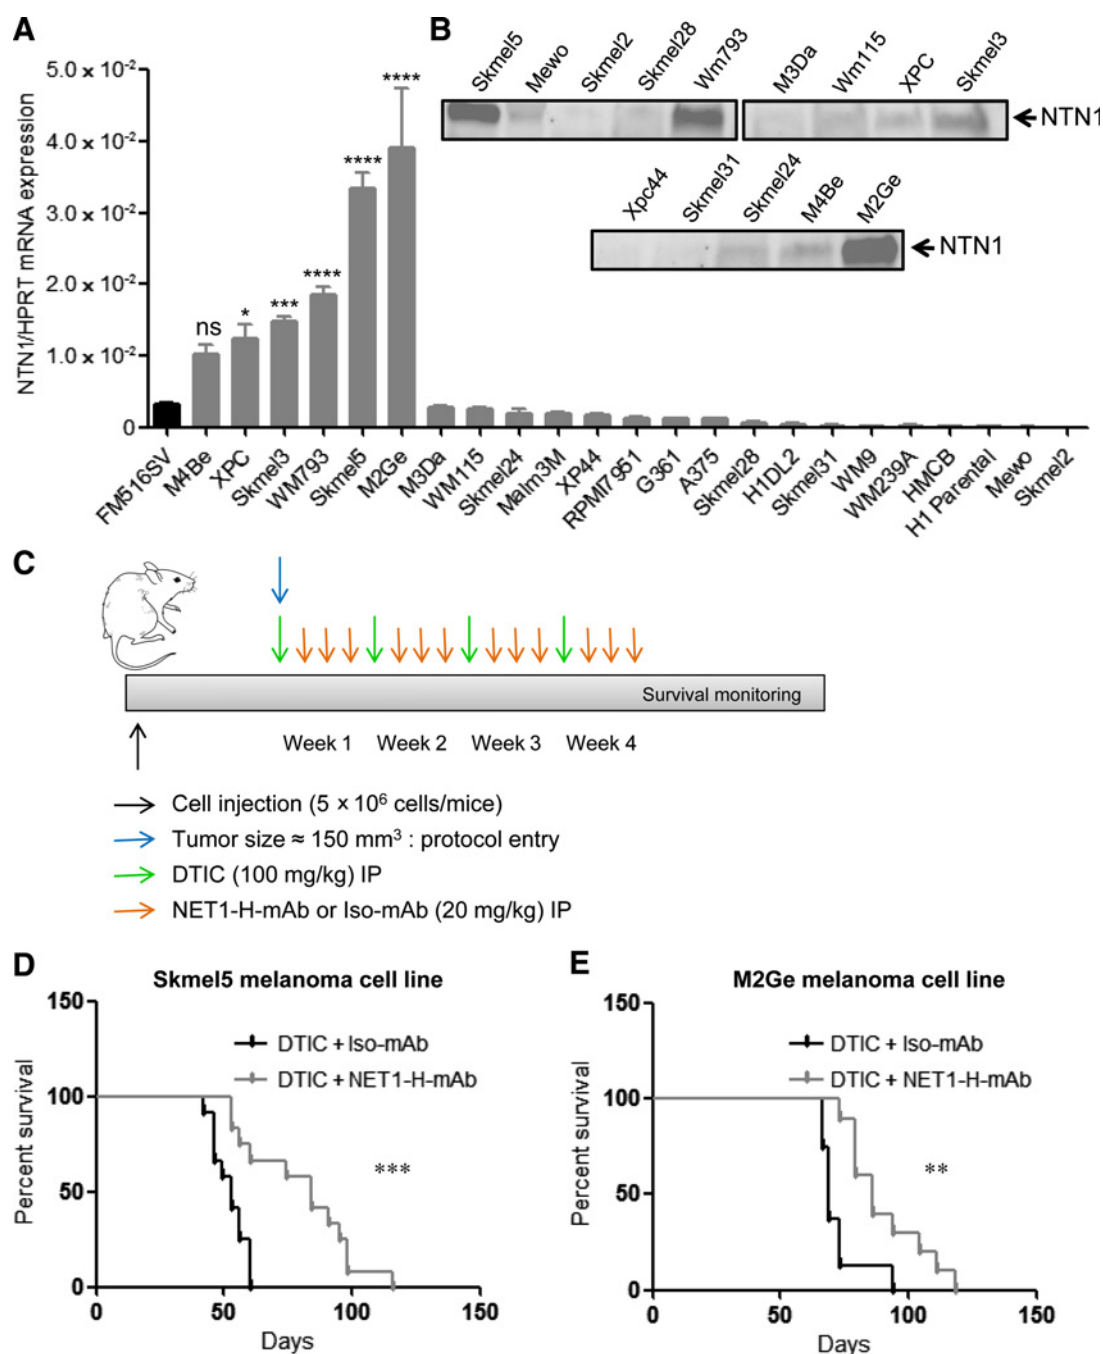 A
NTN1/HPRT mRNA expression
5.0 × 10⁻²
4.0 × 10⁻²
3.0 × 10⁻²
2.0 × 10⁻²
1.0 × 10⁻²
0
ns
*
***
****
****
****
FM516SV
M4Be
XPC
Skmel3
WM793
Skmel5
M2Ge
M3Da
WM115
Skmel24
Malm3M
XP44
RPMI7951
G361
A375
Skmel28
H1DL2
Skmel31
WM9
WM239A
HMCB
H1 Parental
Mewo
Skmel2
B
Skmel5
Mewo
Skmel2
Skmel28
Wm793
M3Da
Wm115
XPC
Skmel3
NTN1
Xpc44
Skmel31
Skmel24
M4Be
M2Ge
NTN1
C
Survival monitoring
Week 1 Week 2 Week 3 Week 4
Cell injection (5 × 10⁶ cells/mice)
Tumor size ≈ 150 mm³ : protocol entry
DTIC (100 mg/kg) IP
NET1-H-mAb or Iso-mAb (20 mg/kg) IP
D
Skmel5 melanoma cell line
Percent survival
150
100
50
0
DTIC + Iso-mAb
DTIC + NET1-H-mAb
***
0 50 100 150
Days
E
M2Ge melanoma cell line
Percent survival
150
100
50
0
DTIC + Iso-mAb
DTIC + NET1-H-mAb
**
0 50 100 150
Days